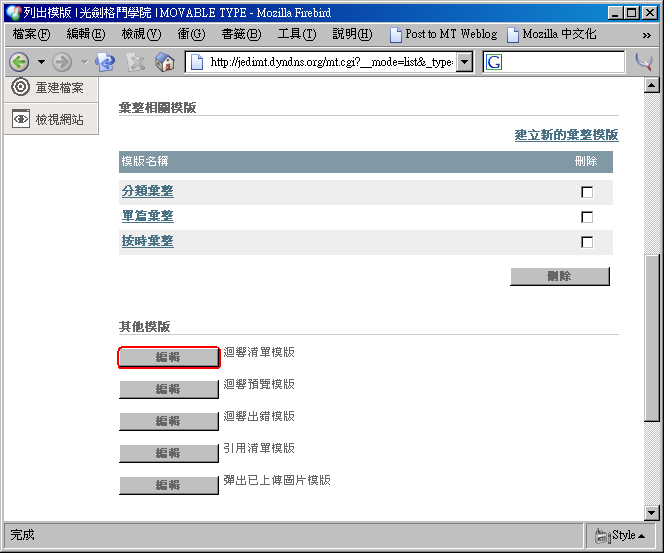 列出模版 | 光劍格鬥學院 | MOVABLE TYPE - Mozilla Firebird
檔案(F) 編輯(E) 檢視(V) 衝(G) 書籤(B) 工具(T) 說明(H) Post to MT Weblog Mozilla 中文化 »
http://jedimt.dyndns.org/mt.cgi?__mode=list&_type= G
重建檔案
檢視網站
彙整相關模版
建立新的彙整模版
模版名稱 刪除
分類彙整
單篇彙整
按時彙整
刪除
其他模版
編輯 迴響清單模版
編輯 迴響預覽模版
編輯 迴響出錯模版
編輯 引用清單模版
編輯 彈出已上傳圖片模版
完成 Style